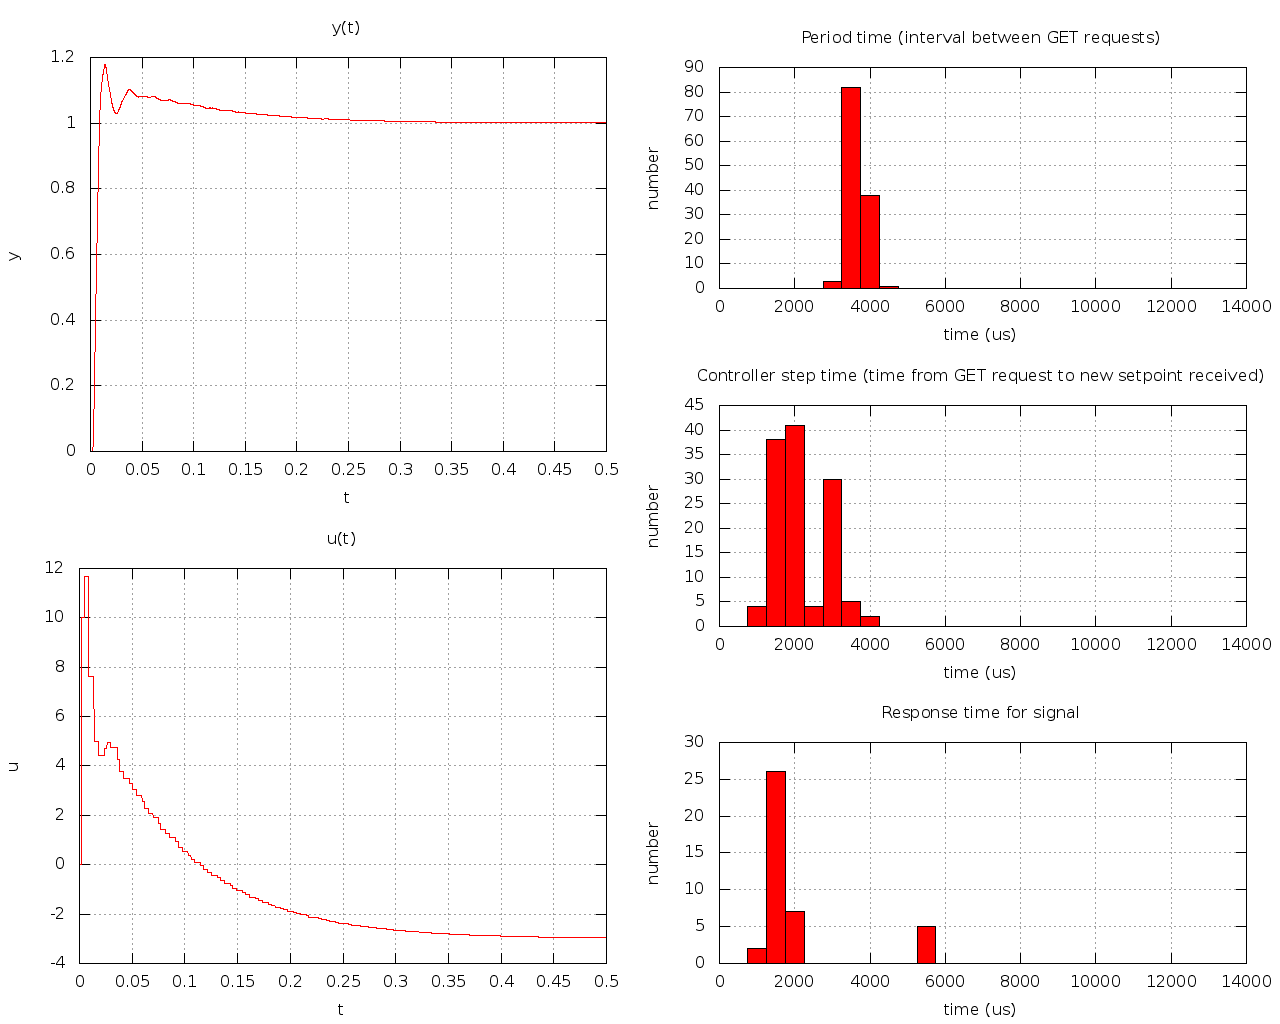 y(t)
1.2
1
0.8
0.6
0.4
0.2
0
y
0 0.05 0.1 0.15 0.2 0.25 0.3 0.35 0.4 0.45 0.5
t
u(t)
12
10
8
6
4
2
0
-2
-4
u
0 0.05 0.1 0.15 0.2 0.25 0.3 0.35 0.4 0.45 0.5
t
Period time (interval between GET requests)
90
80
70
60
50
40
30
20
10
0
number
0 2000 4000 6000 8000 10000 12000 14000
time (us)
Controller step time (time from GET request to new setpoint received)
45
40
35
30
25
20
15
10
5
0
number
0 2000 4000 6000 8000 10000 12000 14000
time (us)
Response time for signal
30
25
20
15
10
5
0
number
0 2000 4000 6000 8000 10000 12000 14000
time (us)